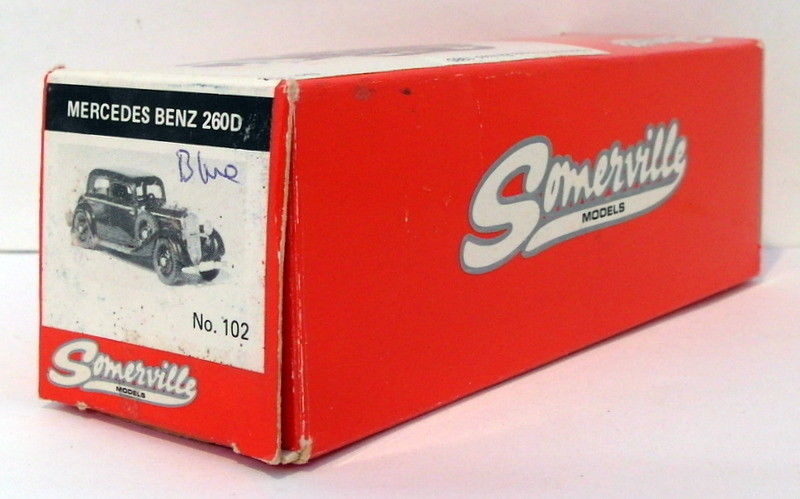 MERCEDES BENZ 260D
Blue
No. 102
Somerville
MODELS
Somerville
MODELS